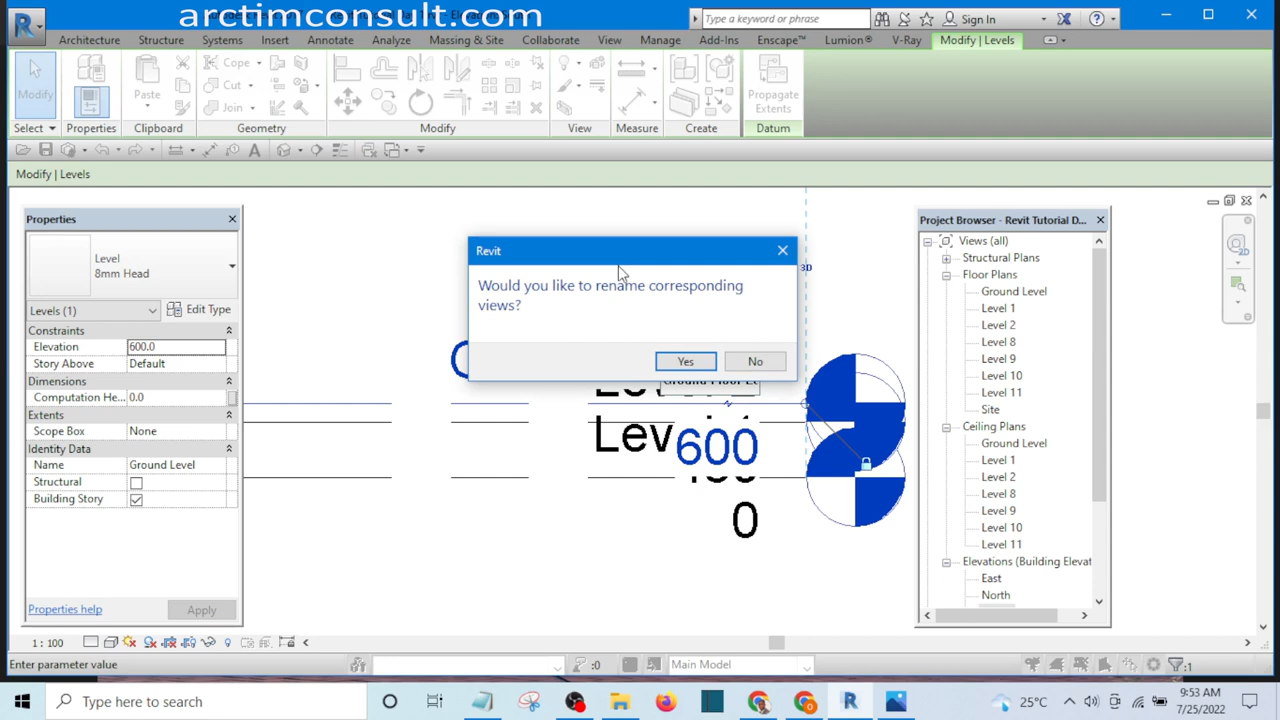 arctimconsult.com
Type a keyword or phrase
Sign In
Architecture Structure Systems Insert Annotate Analyze Massing & Site Collaborate View Manage Add-Ins Enscape™ Lumion® V-Ray Modify | Levels
Modify
Paste
Cope
Cut
Join
Propagate
Extents
Select Properties Clipboard Geometry Modify View Measure Create Datum
Modify | Levels
Properties
Level
8mm Head
Levels (1)
Edit Type
Constraints
Elevation 600.0
Story Above Default
Dimensions
Computation He... 0.0
Extents
Scope Box None
Identity Data
Name Ground Level
Structural
Building Story
Properties help
Apply
Revit
Would you like to rename corresponding
views?
Yes
No
3D
600
0
Project Browser - Revit Tutorial D...
Views (all)
Structural Plans
Floor Plans
Ground Level
Level 1
Level 2
Level 8
Level 9
Level 10
Level 11
Site
Ceiling Plans
Ground Level
Level 1
Level 2
Level 8
Level 9
Level 10
Level 11
Elevations (Building Elevat
East
North
2D
1 : 100
Enter parameter value
:0
Main Model
:1
Type here to search
25°C
9:53 AM
7/25/2022